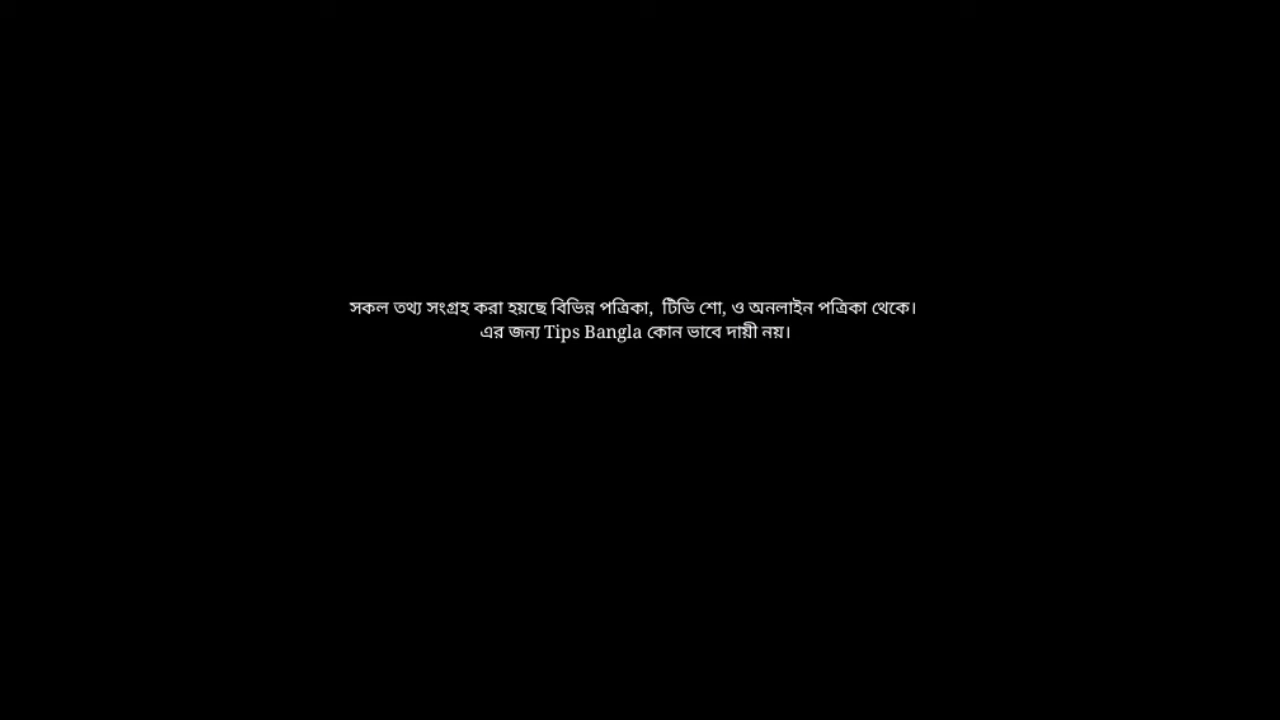 সকল তথ্য সংগ্রহ করা হয়ছে বিভিন্ন পত্রিকা, টিভি শো, ও অনলাইন পত্রিকা থেকে।
এর জন্য Tips Bangla কোন ভাবে দায়ী নয়।